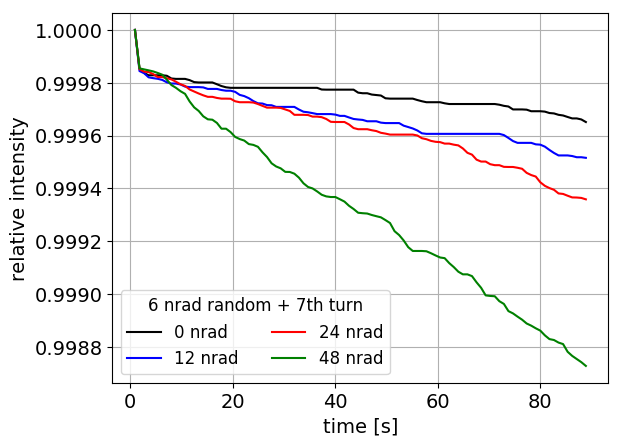 1.0000
0.9998
0.9996
0.9994
0.9992
0.9990
0.9988
relative intensity
6 nrad random + 7th turn
0 nrad
24 nrad
12 nrad
48 nrad
0
20
40
60
80
time [s]